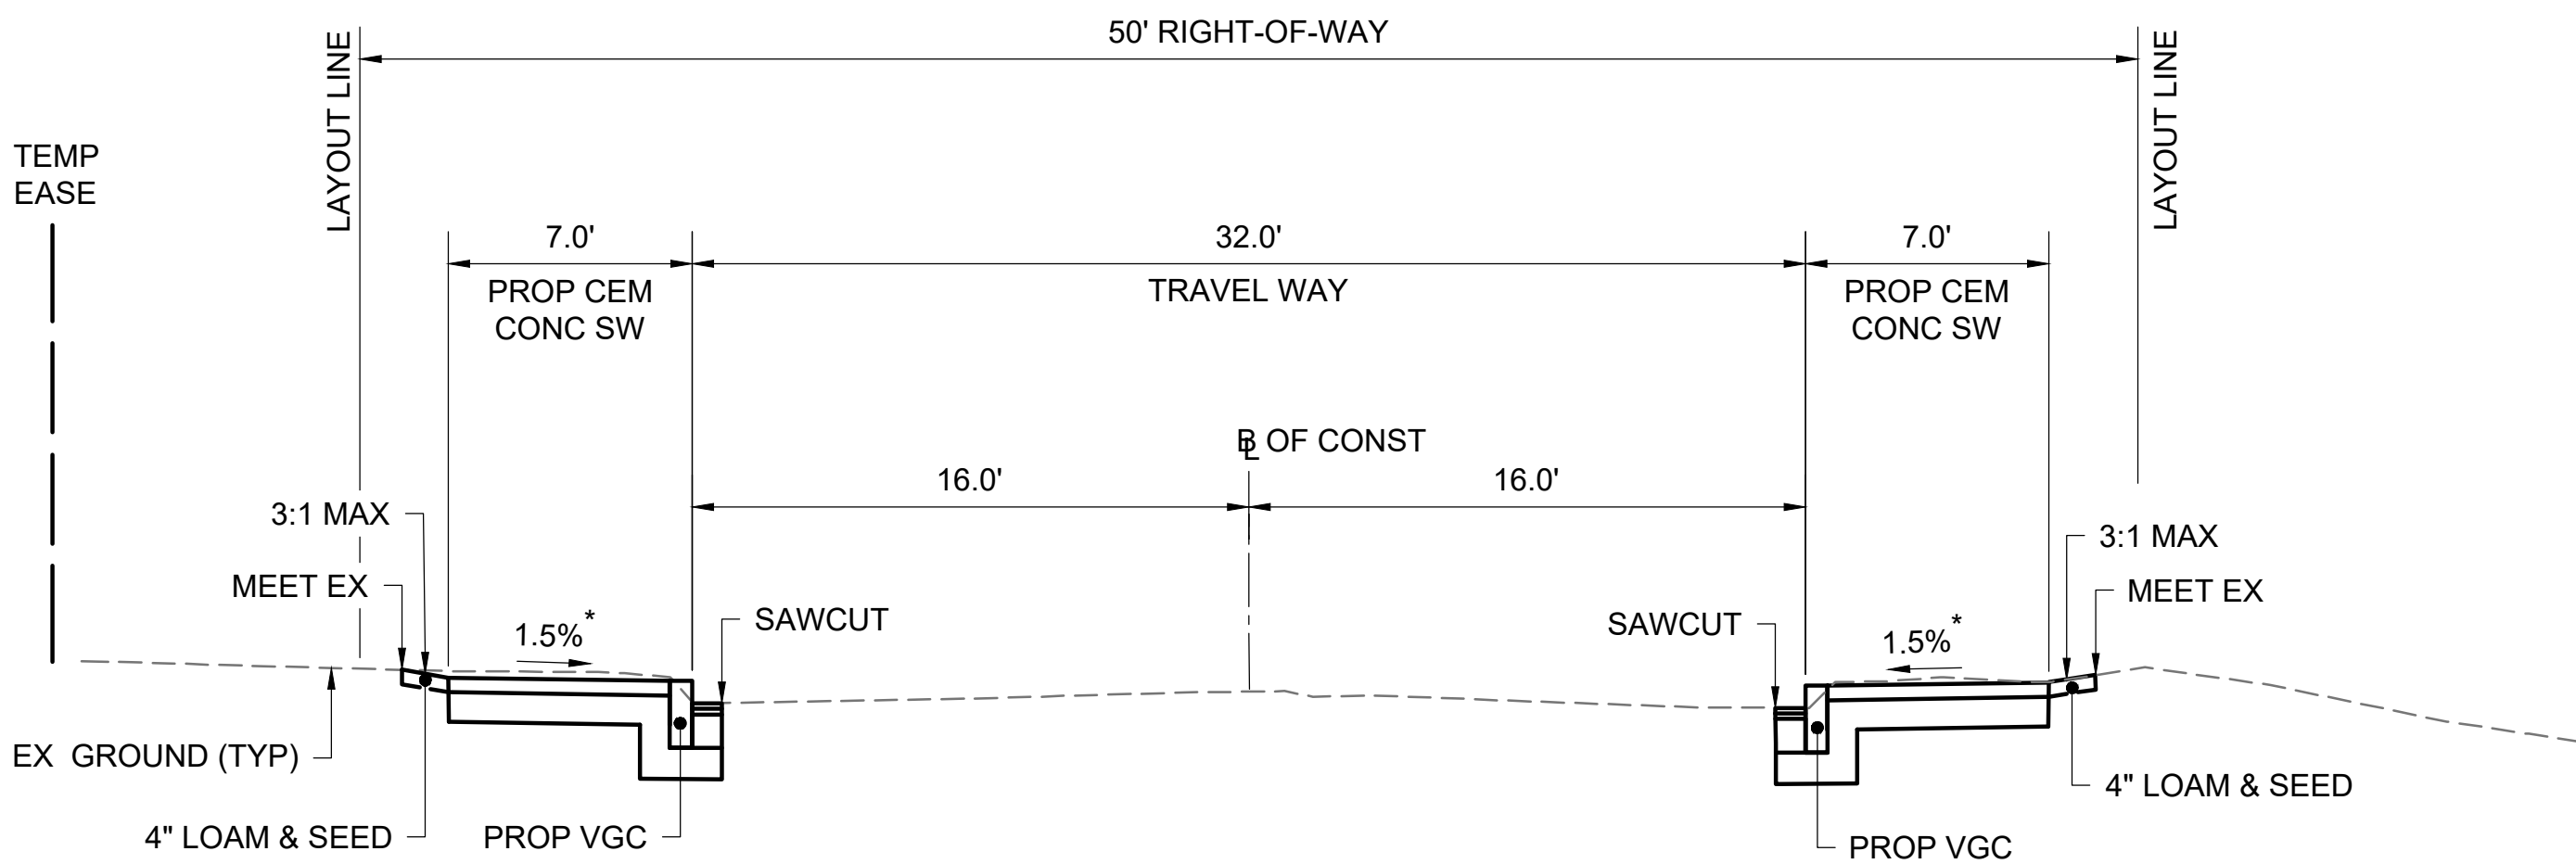 50' RIGHT-OF-WAY
LAYOUT LINE
LAYOUT LINE
TEMP
EASE
7.0'
32.0'
7.0'
PROP CEM
CONC SW
TRAVEL WAY
PROP CEM
CONC SW
BL OF CONST
16.0'
16.0'
3:1 MAX
3:1 MAX
MEET EX
MEET EX
1.5%*
SAWCUT
SAWCUT
1.5%*
EX GROUND (TYP)
4" LOAM & SEED
4" LOAM & SEED
PROP VGC
PROP VGC